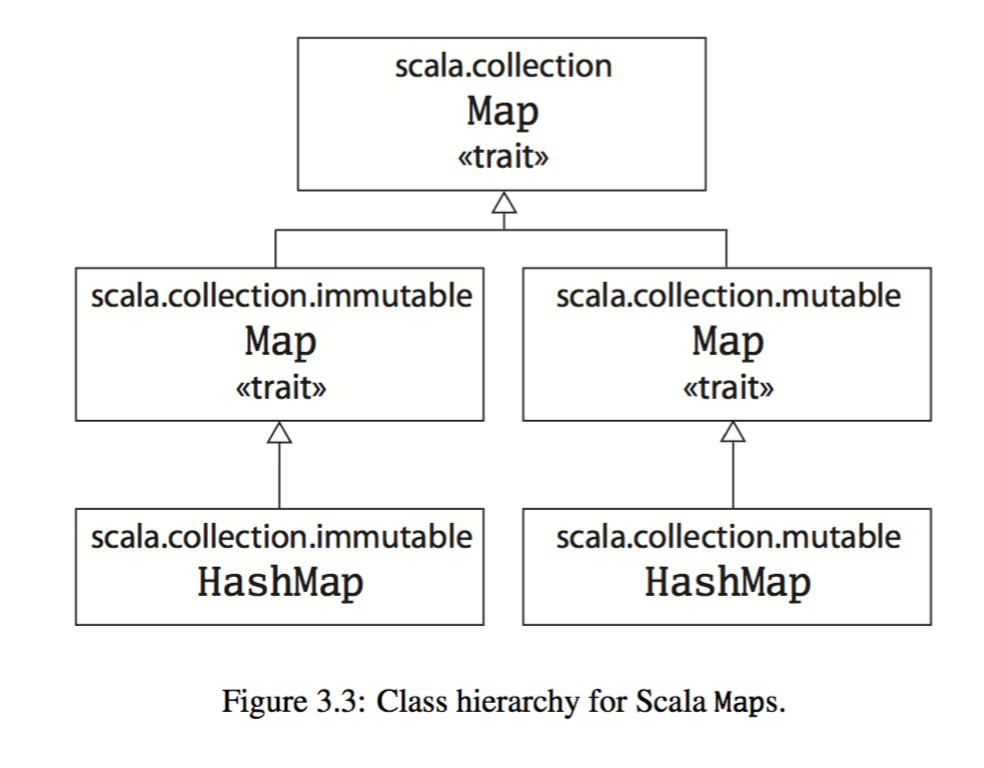 scala.collection
Map
«trait»
scala.collection.immutable
Map
«trait»
scala.collection.mutable
Map
«trait»
scala.collection.immutable
HashMap
scala.collection.mutable
HashMap
Figure 3.3: Class hierarchy for Scala Maps.